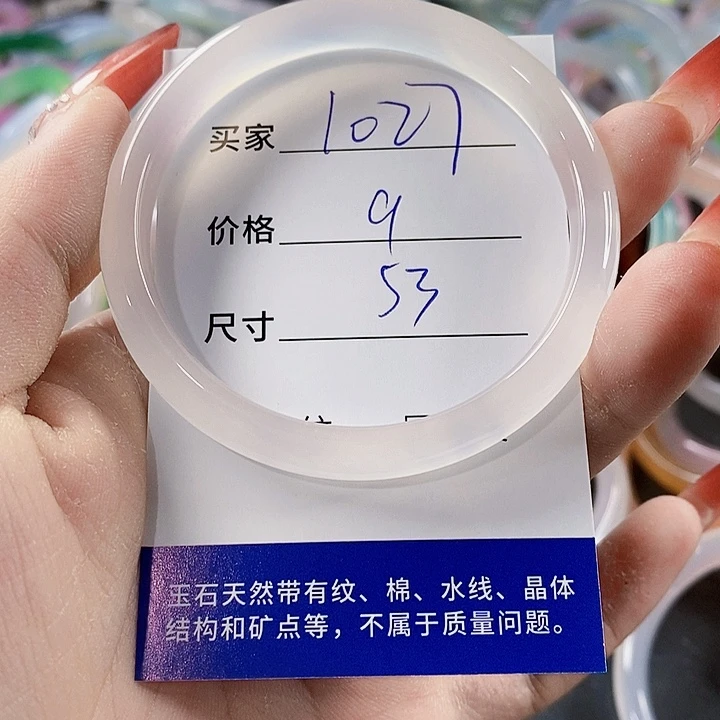 买家 1027
价格 9
尺寸 53
玉石天然带有纹、棉、水线、晶体
结构和矿点等，不属于质量问题。